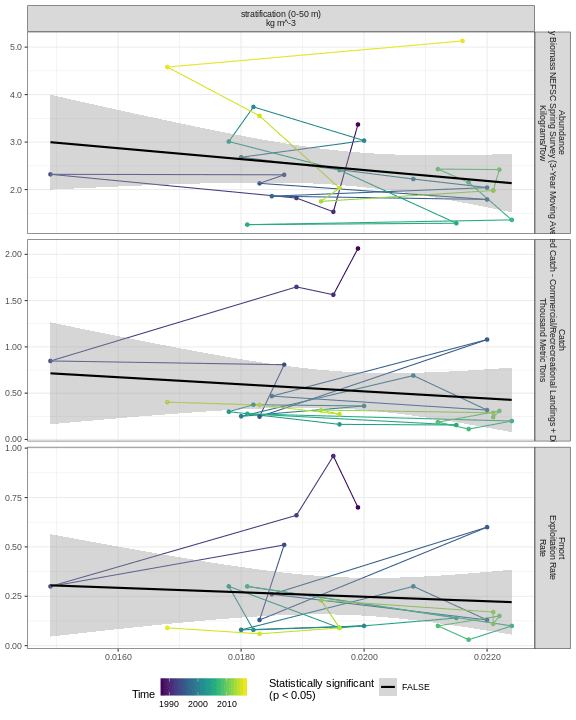 stratification (0-50 m)
kg m^-3
5.0
4.0
3.0
2.0
Abundance
y Biomass NEFSC Spring Survey (3-Year Moving Ave
Kilograms/Tow
2.00
1.50
1.00
0.50
0.00
Catch
ed Catch - Commercial/Recreational Landings + D
Thousand Metric Tons
1.00
0.75
0.50
0.25
0.00
Fmort
Exploitation Rate
Rate
0.0160 0.0180 0.0200 0.0220
Time
1990 2000 2010
Statistically significant
(p < 0.05)
FALSE